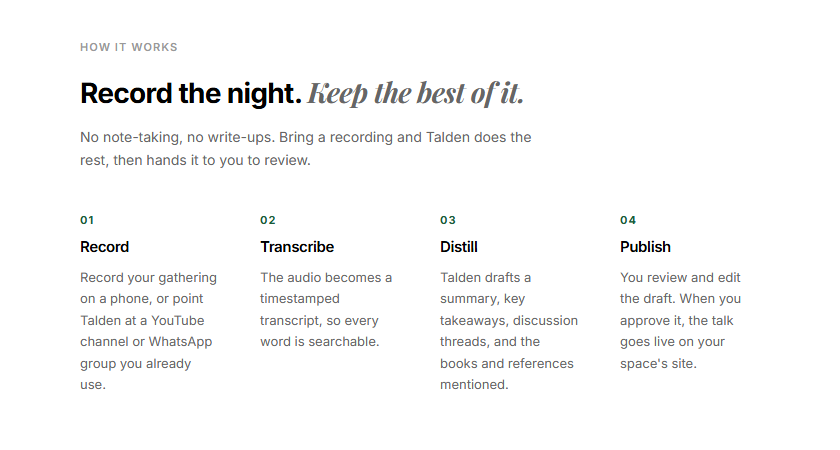 HOW IT WORKS
Record the night. Keep the best of it.
No note-taking, no write-ups. Bring a recording and Talden does the
rest, then hands it to you to review.
01
Record
Record your gathering
on a phone, or point
Talden at a YouTube
channel or WhatsApp
group you already
use.
02
Transcribe
The audio becomes a
timestamped
transcript, so every
word is searchable.
03
Distill
Talden drafts a
summary, key
takeaways, discussion
threads, and the
books and references
mentioned.
04
Publish
You review and edit
the draft. When you
approve it, the talk
goes live on your
space's site.